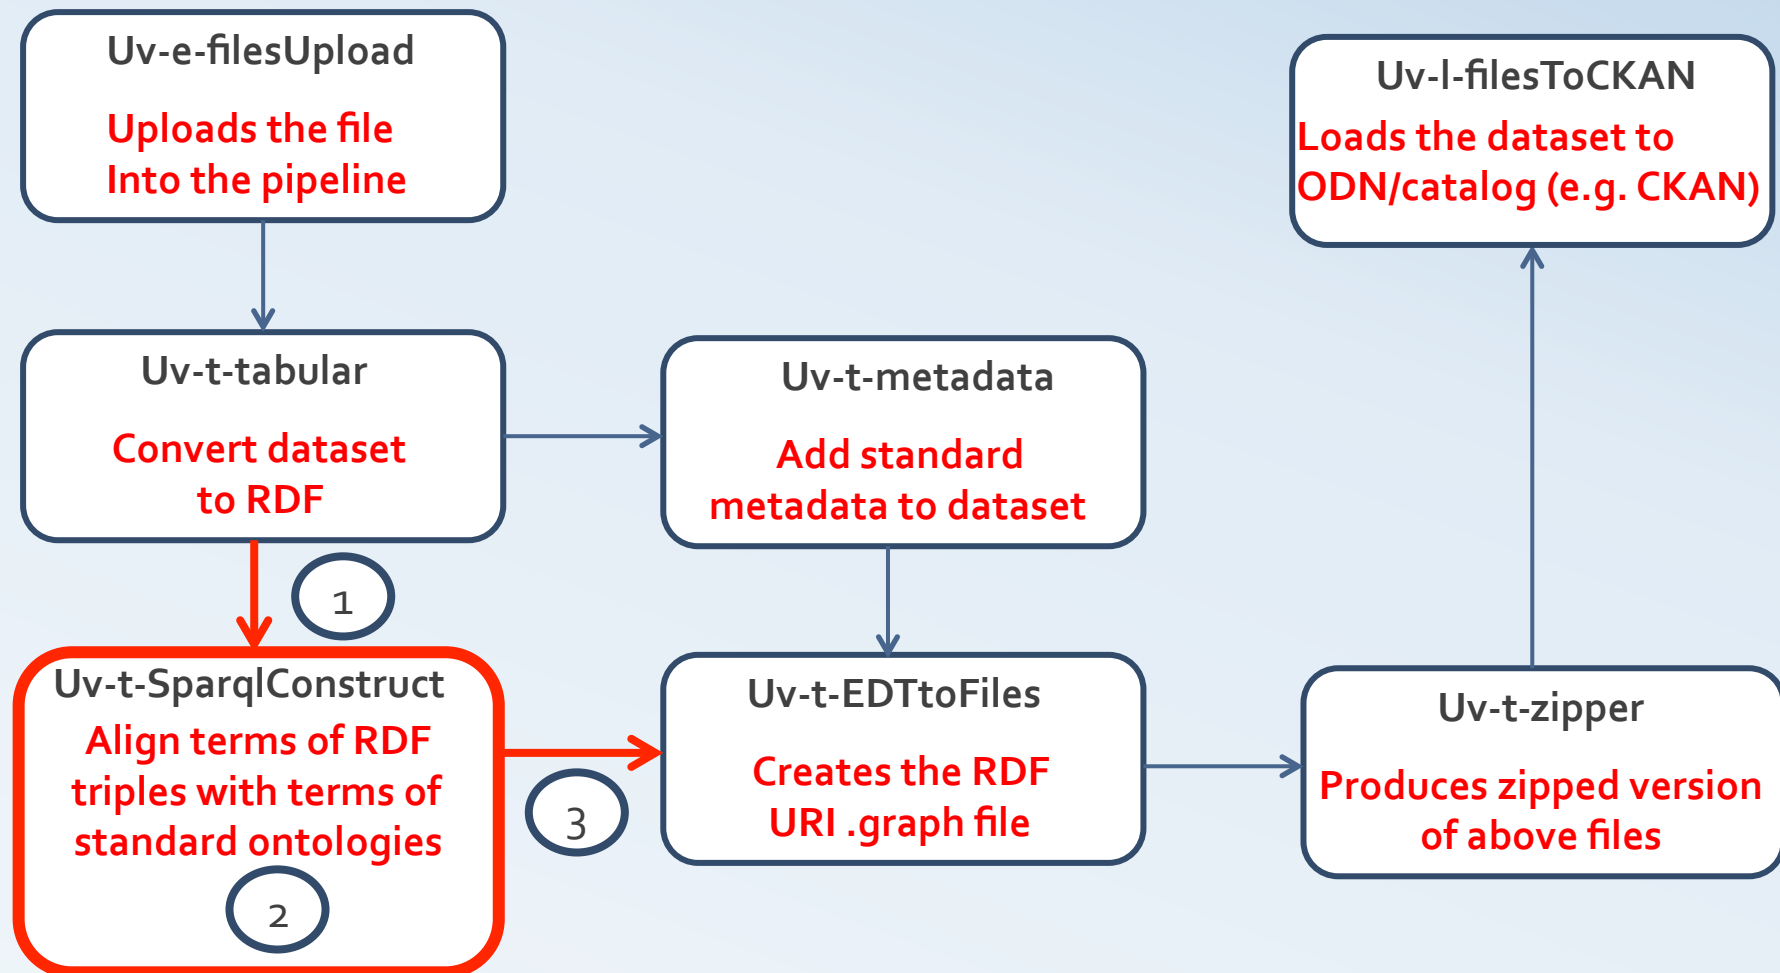 Uv-e-filesUpload
Uploads the file
Into the pipeline
Uv-l-filesToCKAN
Loads the dataset to
ODN/catalog (e.g. CKAN)
Uv-t-tabular
Convert dataset
to RDF
Uv-t-metadata
Add standard
metadata to dataset
1
Uv-t-SparqlConstruct
Align terms of RDF
triples with terms of
standard ontologies
2
3
Uv-t-EDTtoFiles
Creates the RDF
URI .graph file
Uv-t-zipper
Produces zipped version
of above files